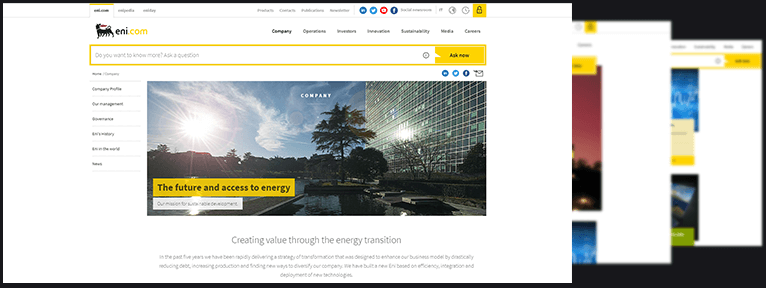 eni.com enipedia eniday
Products Contacts Publications Newsletter Social Awareness IT
eni.com
Company Operations Investors Innovation Sustainability Media Careers
Do you want to know more? Ask a question
Ask now
Home / Company
Company Profile
Our management
Governance
Eni's History
Eni in the world
News
COMPANY
The future and access to energy
Our mission for sustainable development.
Creating value through the energy transition
In the past five years we have been rapidly delivering a strategy of transformation that was designed to enhance our business model by drastically
reducing debt, increasing production and finding new ways to diversify our company. We have built a new Eni based on efficiency, integration and
deployment of new technologies.